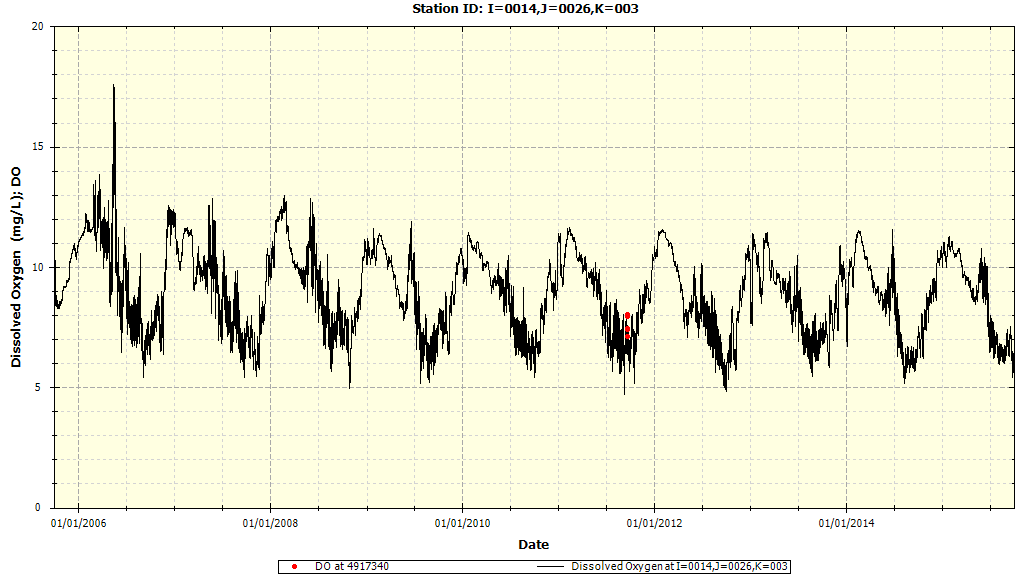 Station ID: I=0014,J=0026,K=003
Dissolved Oxygen (mg/L); DO
20
15
10
5
0
01/01/2006 01/01/2008 01/01/2010 01/01/2012 01/01/2014
Date
DO at 4917340 Dissolved Oxygen at I=0014,J=0026,K=003